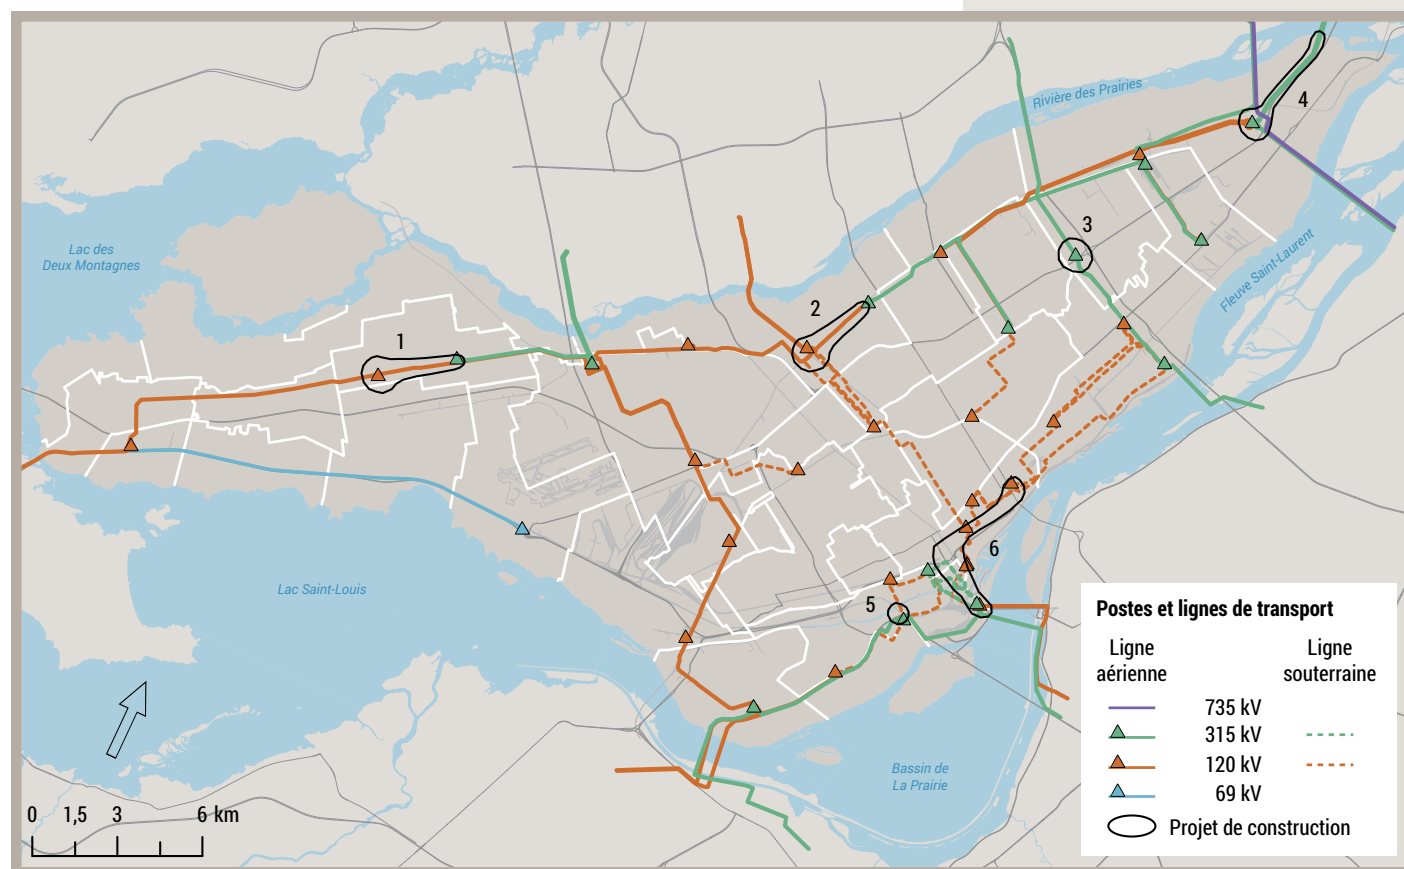 Rivière des Prairies
4
3
Lac des
Deux Montagnes
Fleuve Saint-Laurent
2
1
6
5
Lac Saint-Louis
Bassin de
La Prairie
0 1,5 3 6 km
Postes et lignes de transport
Ligne
aérienne
Ligne
souterraine
735 kV
315 kV
120 kV
69 kV
Projet de construction